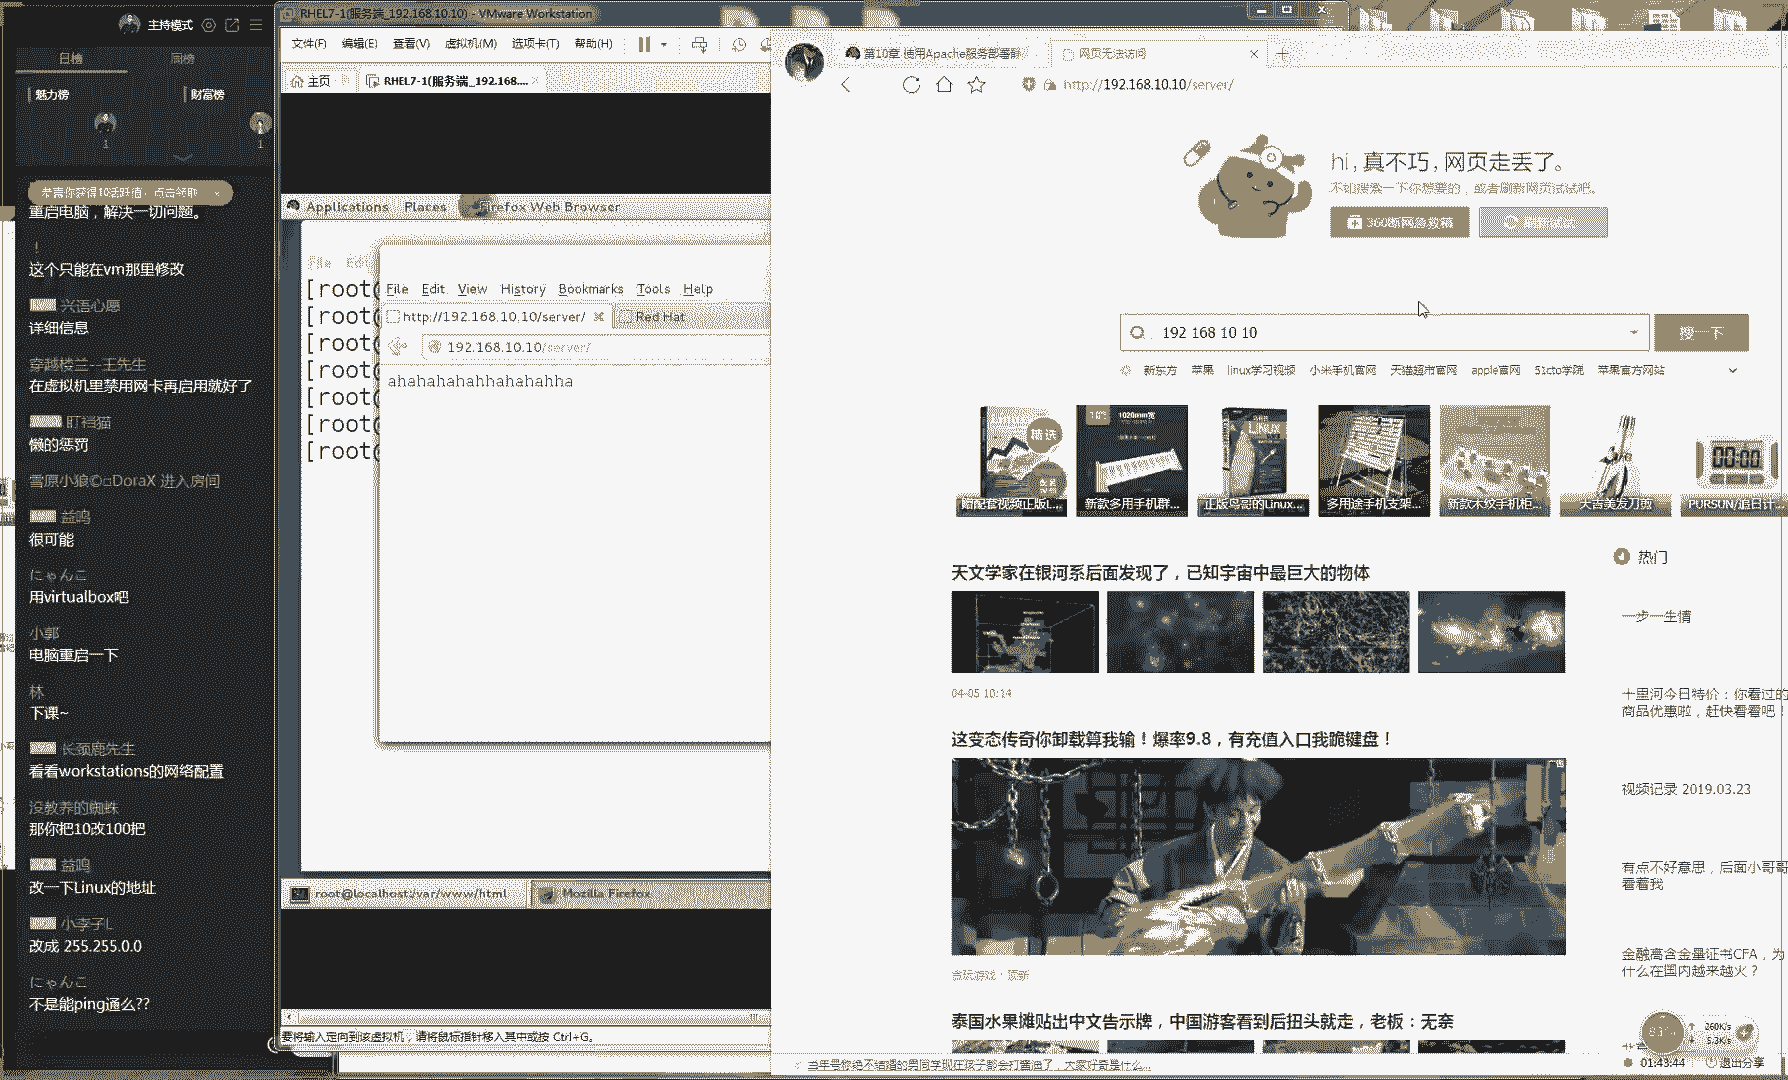 主持模式
日榜 周榜
魅力榜 财富榜
1 1
恭喜你获得10活跃值，点击领取
重启电脑，解决一切问题。
！
这个只能在vm那里修改
兴语心愿
详细信息
穿越楼兰--王先生
在虚拟机里禁用网卡再启用就好了
盯裆猫
懒的惩罚
雪原小狼©□DoraX 进入房间
益鸣
很可能
にゃんこ
用virtualbox吧
小郭
电脑重启一下
林
下课~
长颈鹿先生
看看workstations的网络配置
没教养的蜘蛛
那你把10改100把
益鸣
改一下Linux的地址
小李子L
改成 255.255.0.0
にゃんこ
不是能ping通么??
RHEL7-1(服务端_192.168.10.10) - VMware Workstation
文件(F) 编辑(E) 查看(V) 虚拟机(M) 选项卡(T) 帮助(H)
主页 RHEL7-1(服务端_192.168....
Applications Places Firefox Web Browser
File Edit
[root@
[root@
[root@
[root@
[root@
[root@
[root@
File Edit View History Bookmarks Tools Help
http://192.168.10.10/server/ Red Hat
192.168.10.10/server/
ahahahahahhahahahha
root@localhost:/var/www/html Mozilla Firefox
要将输入定向到该虚拟机，请将鼠标指针移入其中或按 Ctrl+G。
第10章 使用Apache服务部署静 网页无法访问
http://192.168.10.10/server/
hi, 真不巧, 网页走丢了。
不如搜索一下你想要的，或者刷新网页试试吧。
360断网急救箱 刷新试试
192 168 10 10 搜一下
新东方 苹果 linux学习视频 小米手机官网 天猫超市官网 apple官网 51cto学院 苹果官方网站
精选 1020mm宽 LINUX 00:00
随配套视频正版L... 新款多用手机群... 正版鸟哥的Linux... 多用途手机支架... 新款木纹手机柜... 大吉美发刀剪 PURSUN/追日计...
天文学家在银河系后面发现了，已知宇宙中最巨大的物体
04-05 10:14
这变态传奇你卸载算我输！爆率9.8，有充值入口我跪键盘！
贪玩游戏·顶新
泰国水果摊贴出中文告示牌，中国游客看到后扭头就走，老板：无奈
热门
一步一生情
十里河今日特价：你看过的
商品优惠啦，赶快看看吧！
视频记录 2019.03.23
有点不好意思，后面小哥哥
看着我
金融高含金量证书CFA，为
什么在国内越来越火？
260K/s
5.3K/s
01:43:44 退出分享